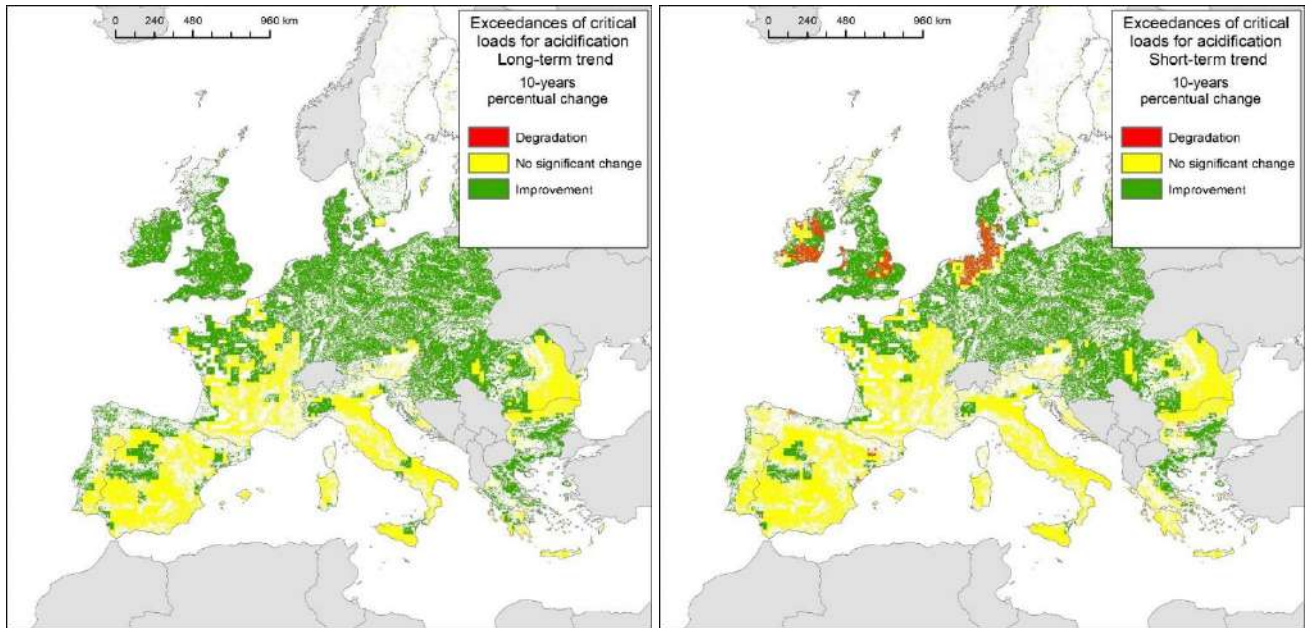 0 240 480 960 km
Exceedances of critical
loads for acidification
Long-term trend
10-years
percentual change
Degradation
No significant change
Improvement
0 240 480 960 km
Exceedances of critical
loads for acidification
Short-term trend
10-years
percentual change
Degradation
No significant change
Improvement